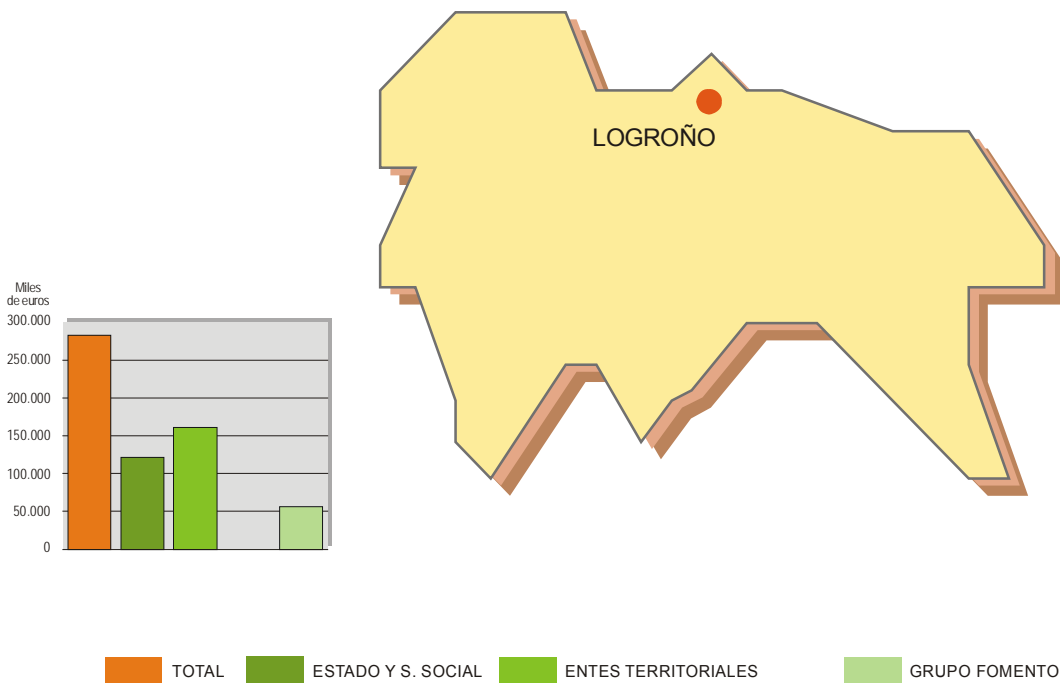 LOGROÑO
Miles
de euros
300.000
250.000
200.000
150.000
100.000
50.000
0
TOTAL
ESTADO Y S. SOCIAL
ENTES TERRITORIALES
GRUPO FOMENTO